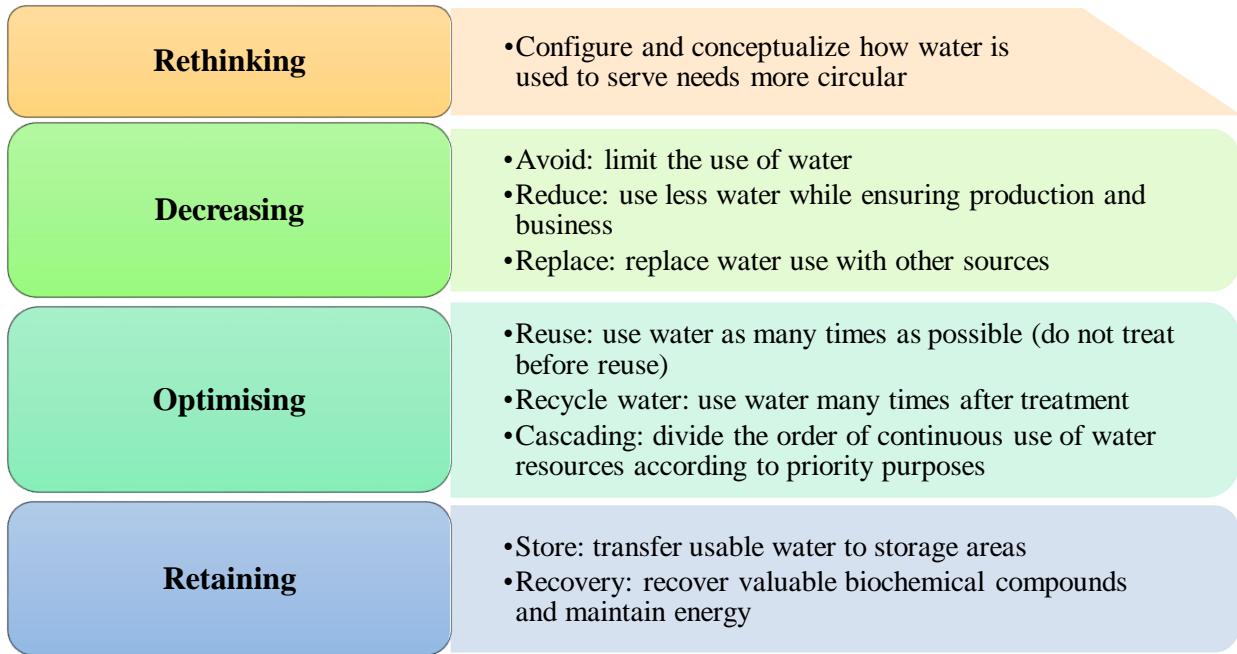 Rethinking
•Configure and conceptualize how water is
used to serve needs more circular
Decreasing
•Avoid: limit the use of water
•Reduce: use less water while ensuring production and
business
•Replace: replace water use with other sources
Optimising
•Reuse: use water as many times as possible (do not treat
before reuse)
•Recycle water: use water many times after treatment
•Cascading: divide the order of continuous use of water
resources according to priority purposes
Retaining
•Store: transfer usable water to storage areas
•Recovery: recover valuable biochemical compounds
and maintain energy